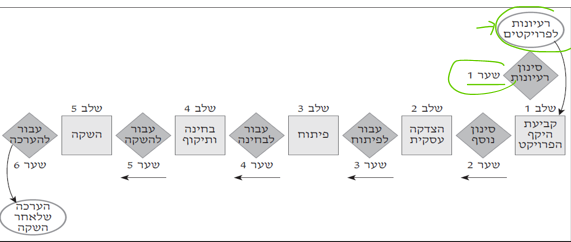 רעיונות
לפרויקטים
סינון
רעיונות
שער 1
שלב 1
קביעת
היקף
הפרויקט
סינון
נוסף
שער 2
שלב 2
הצדקה
עסקית
עבור
לפיתוח
שער 3
שלב 3
פיתוח
עבור
לבחינה
שער 4
שלב 4
בחינה
ותיקוף
עבור
להשקה
שער 5
שלב 5
השקה
עבור
להערכה
שער 6
הערכה
שלאחר
השקה